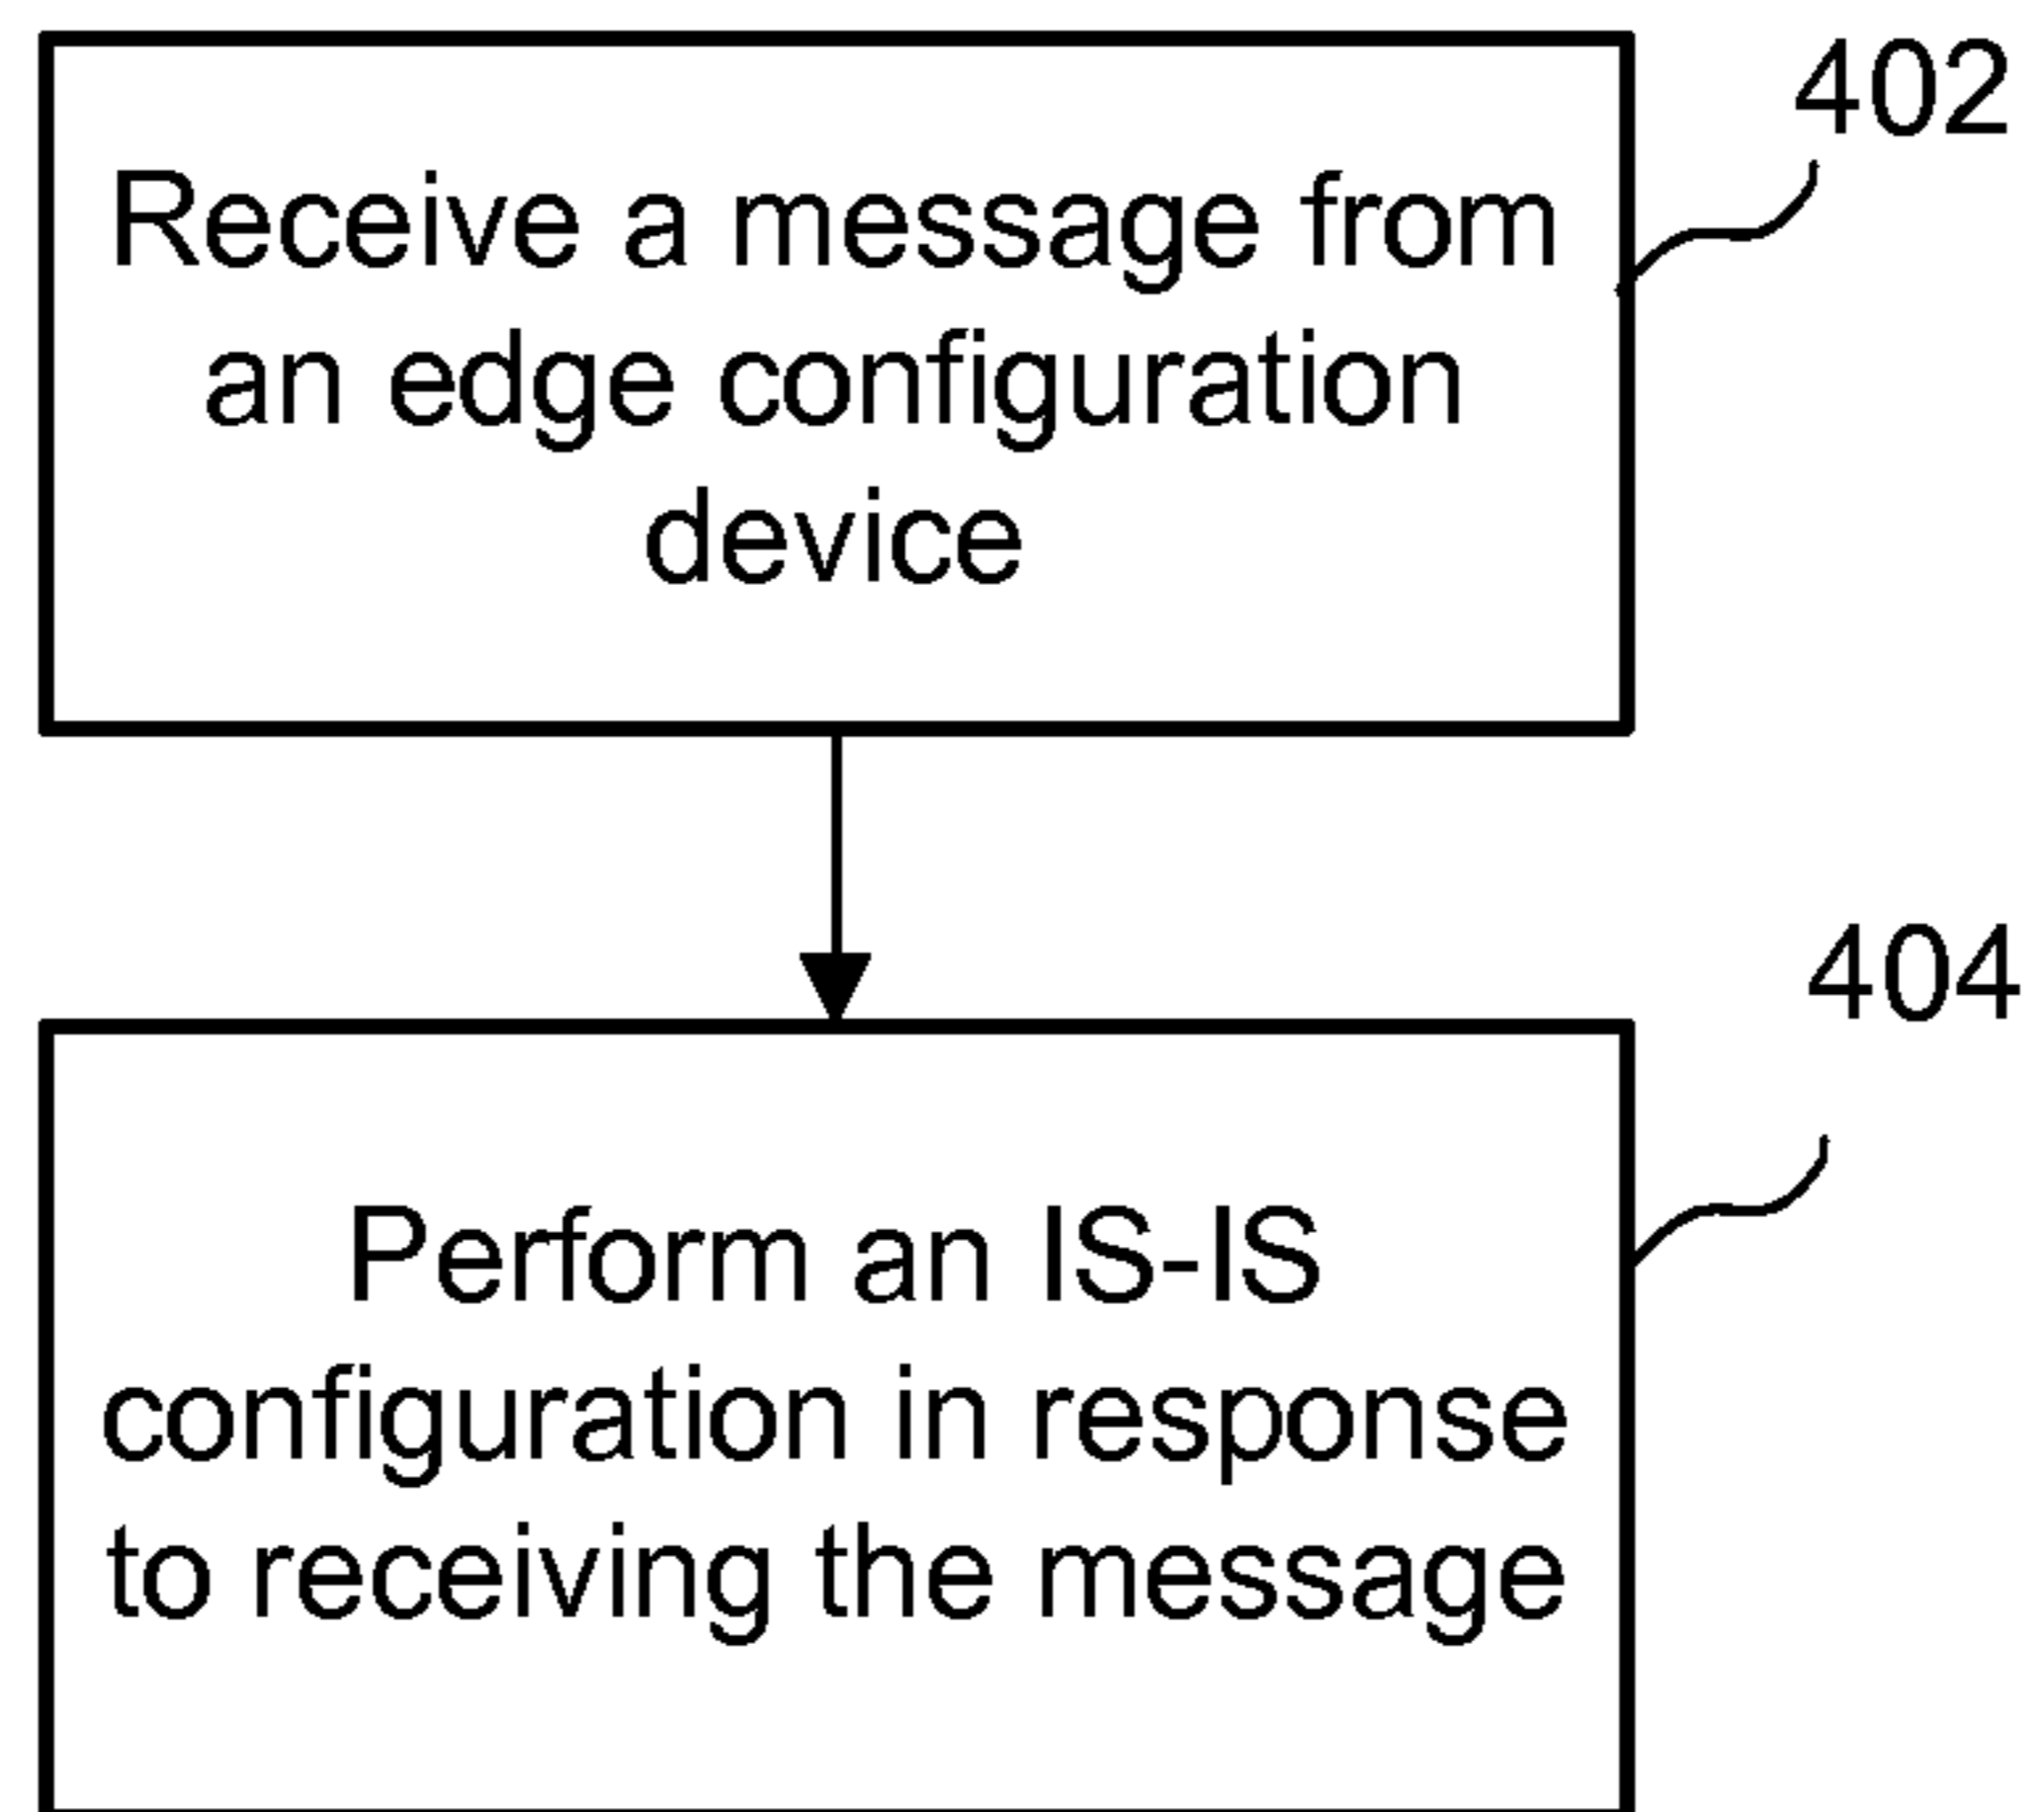 402
Receive a message from
an edge configuration
device
404
Perform an IS-IS
configuration in response
to receiving the message